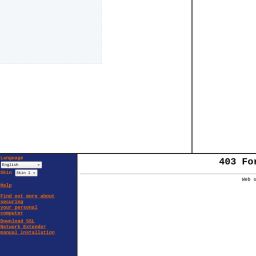 Language
English
Skin Skin 1
Help
Find out more about
securing
your personal
computer
Download SSL
Network Extender
manual installation
403 For
Web s